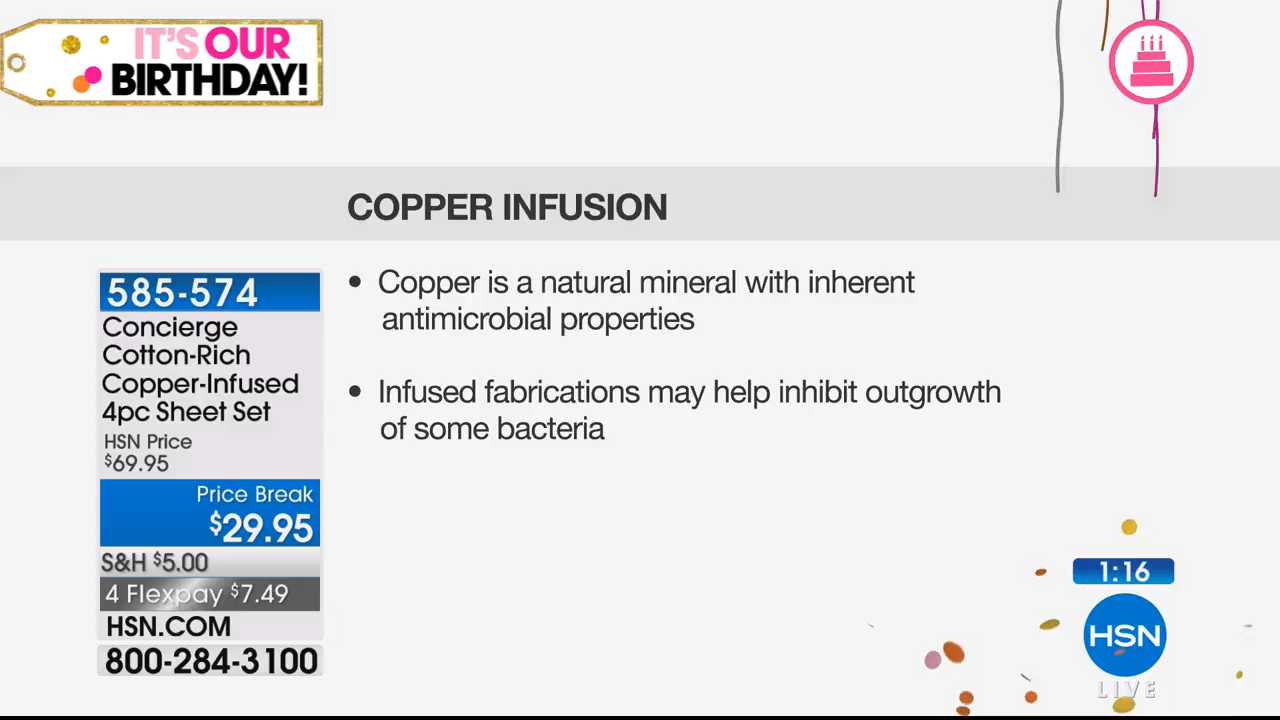 IT'S OUR
BIRTHDAY!
COPPER INFUSION
• Copper is a natural mineral with inherent
antimicrobial properties
• Infused fabrications may help inhibit outgrowth
of some bacteria
585-574
Concierge
Cotton-Rich
Copper-Infused
4pc Sheet Set
HSN Price
$69.95
Price Break
$29.95
S&H $5.00
4 Flexpay $7.49
HSN.COM
800-284-3100
1:16
HSN
LIVE